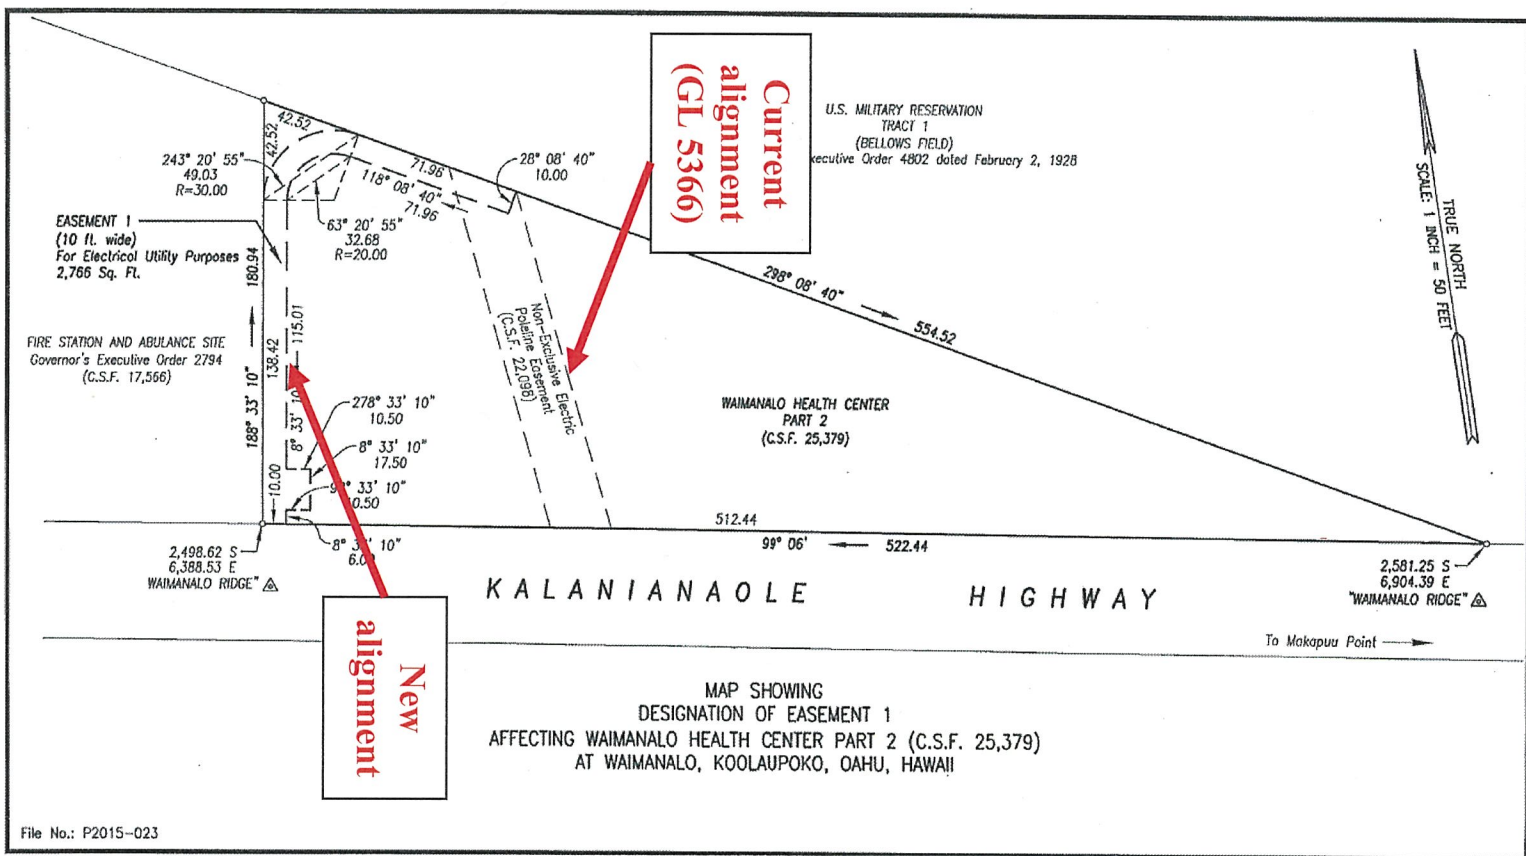 Current
alignment
(GL 5366)
U.S. MILITARY RESERVATION
TRACT 1
(BELLOWS FIELD)
xecutive Order 4802 dated February 2, 1928
TRUE NORTH
SCALE: 1 INCH = 50 FEET
42.52
42.52
243° 20' 55"
49.03
R=30.00
71.96
118° 08' 40"
71.96
28° 08' 40"
10.00
63° 20' 55"
32.68
R=20.00
EASEMENT 1
(10 ft. wide)
For Electrical Utility Purposes
2,766 Sq. Ft.
180.94
298° 08' 40"
554.52
Non-Exclusive Electric
Poleline Easement
(C.S.F. 22,098)
FIRE STATION AND ABULANCE SITE
Governor's Executive Order 2794
(C.S.F. 17,566)
188° 33' 10"
138.42
115.01
8° 33' 10"
278° 33' 10"
10.50
8° 33' 10"
17.50
33' 10"
10.00
WAIMANALO HEALTH CENTER
PART 2
(C.S.F. 25,379)
8° 10"
512.44
99° 06'
522.44
2,498.62 S
6,388.53 E
WAIMANALO RIDGE"
2,581.25 S
6,904.39 E
"WAIMANALO RIDGE"
KALANIANAOLE HIGHWAY
To Makapuu Point
New
alignment
MAP SHOWING
DESIGNATION OF EASEMENT 1
AFFECTING WAIMANALO HEALTH CENTER PART 2 (C.S.F. 25,379)
AT WAIMANALO, KOOLAUPOKO, OAHU, HAWAII
File No.: P2015-023